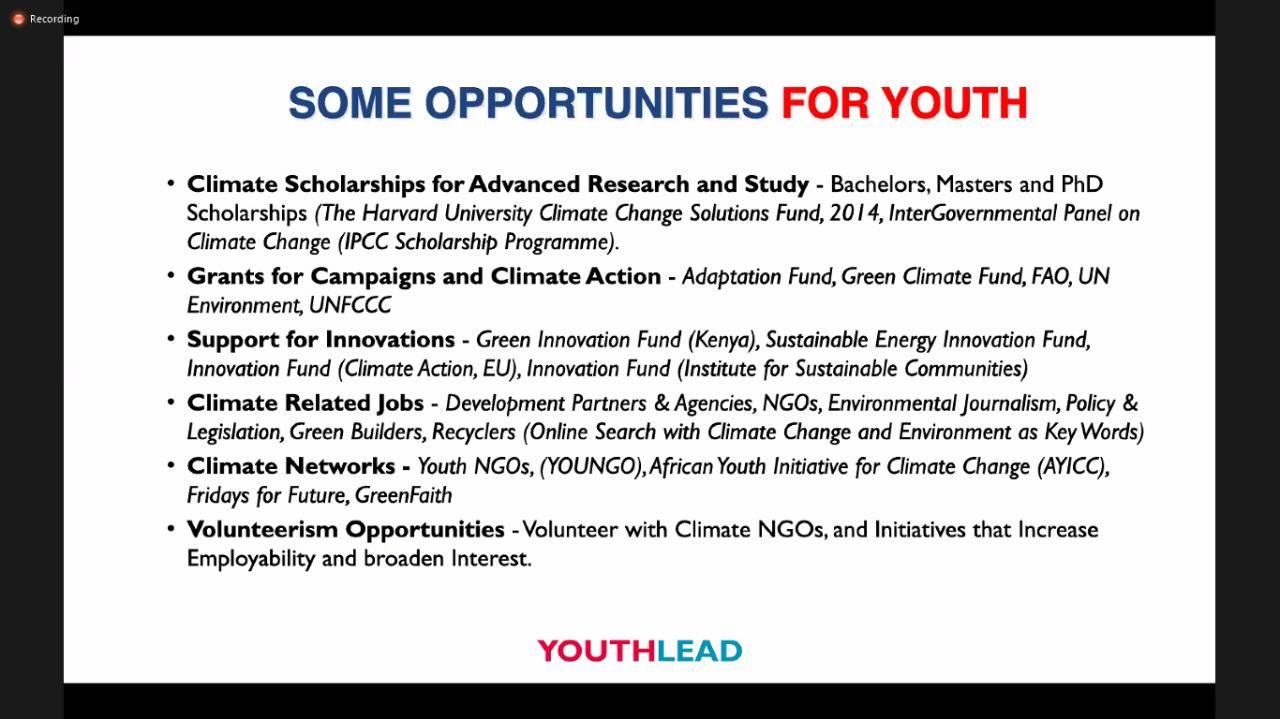 Recording
SOME OPPORTUNITIES FOR YOUTH
• Climate Scholarships for Advanced Research and Study - Bachelors, Masters and PhD
Scholarships (The Harvard University Climate Change Solutions Fund, 2014, InterGovernmental Panel on
Climate Change (IPCC Scholarship Programme).
• Grants for Campaigns and Climate Action - Adaptation Fund, Green Climate Fund, FAO, UN
Environment, UNFCCC
• Support for Innovations - Green Innovation Fund (Kenya), Sustainable Energy Innovation Fund,
Innovation Fund (Climate Action, EU), Innovation Fund (Institute for Sustainable Communities)
• Climate Related Jobs - Development Partners & Agencies, NGOs, Environmental Journalism, Policy &
Legislation, Green Builders, Recyclers (Online Search with Climate Change and Environment as Key Words)
• Climate Networks - Youth NGOs, (YOUNGO), African Youth Initiative for Climate Change (AYICC),
Fridays for Future, GreenFaith
• Volunteerism Opportunities - Volunteer with Climate NGOs, and Initiatives that Increase
Employability and broaden Interest.
YOUTHLEAD